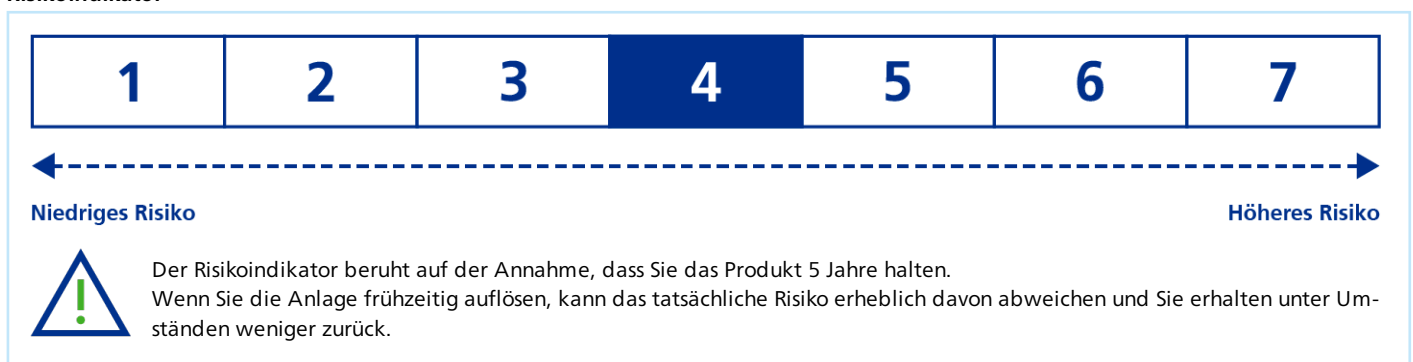 Risikoindikator
1 2 3 4 5 6 7
Niedriges Risiko Höheres Risiko
Der Risikoindikator beruht auf der Annahme, dass Sie das Produkt 5 Jahre halten.
Wenn Sie die Anlage frühzeitig auflösen, kann das tatsächliche Risiko erheblich davon abweichen und Sie erhalten unter Um-
ständen weniger zurück.